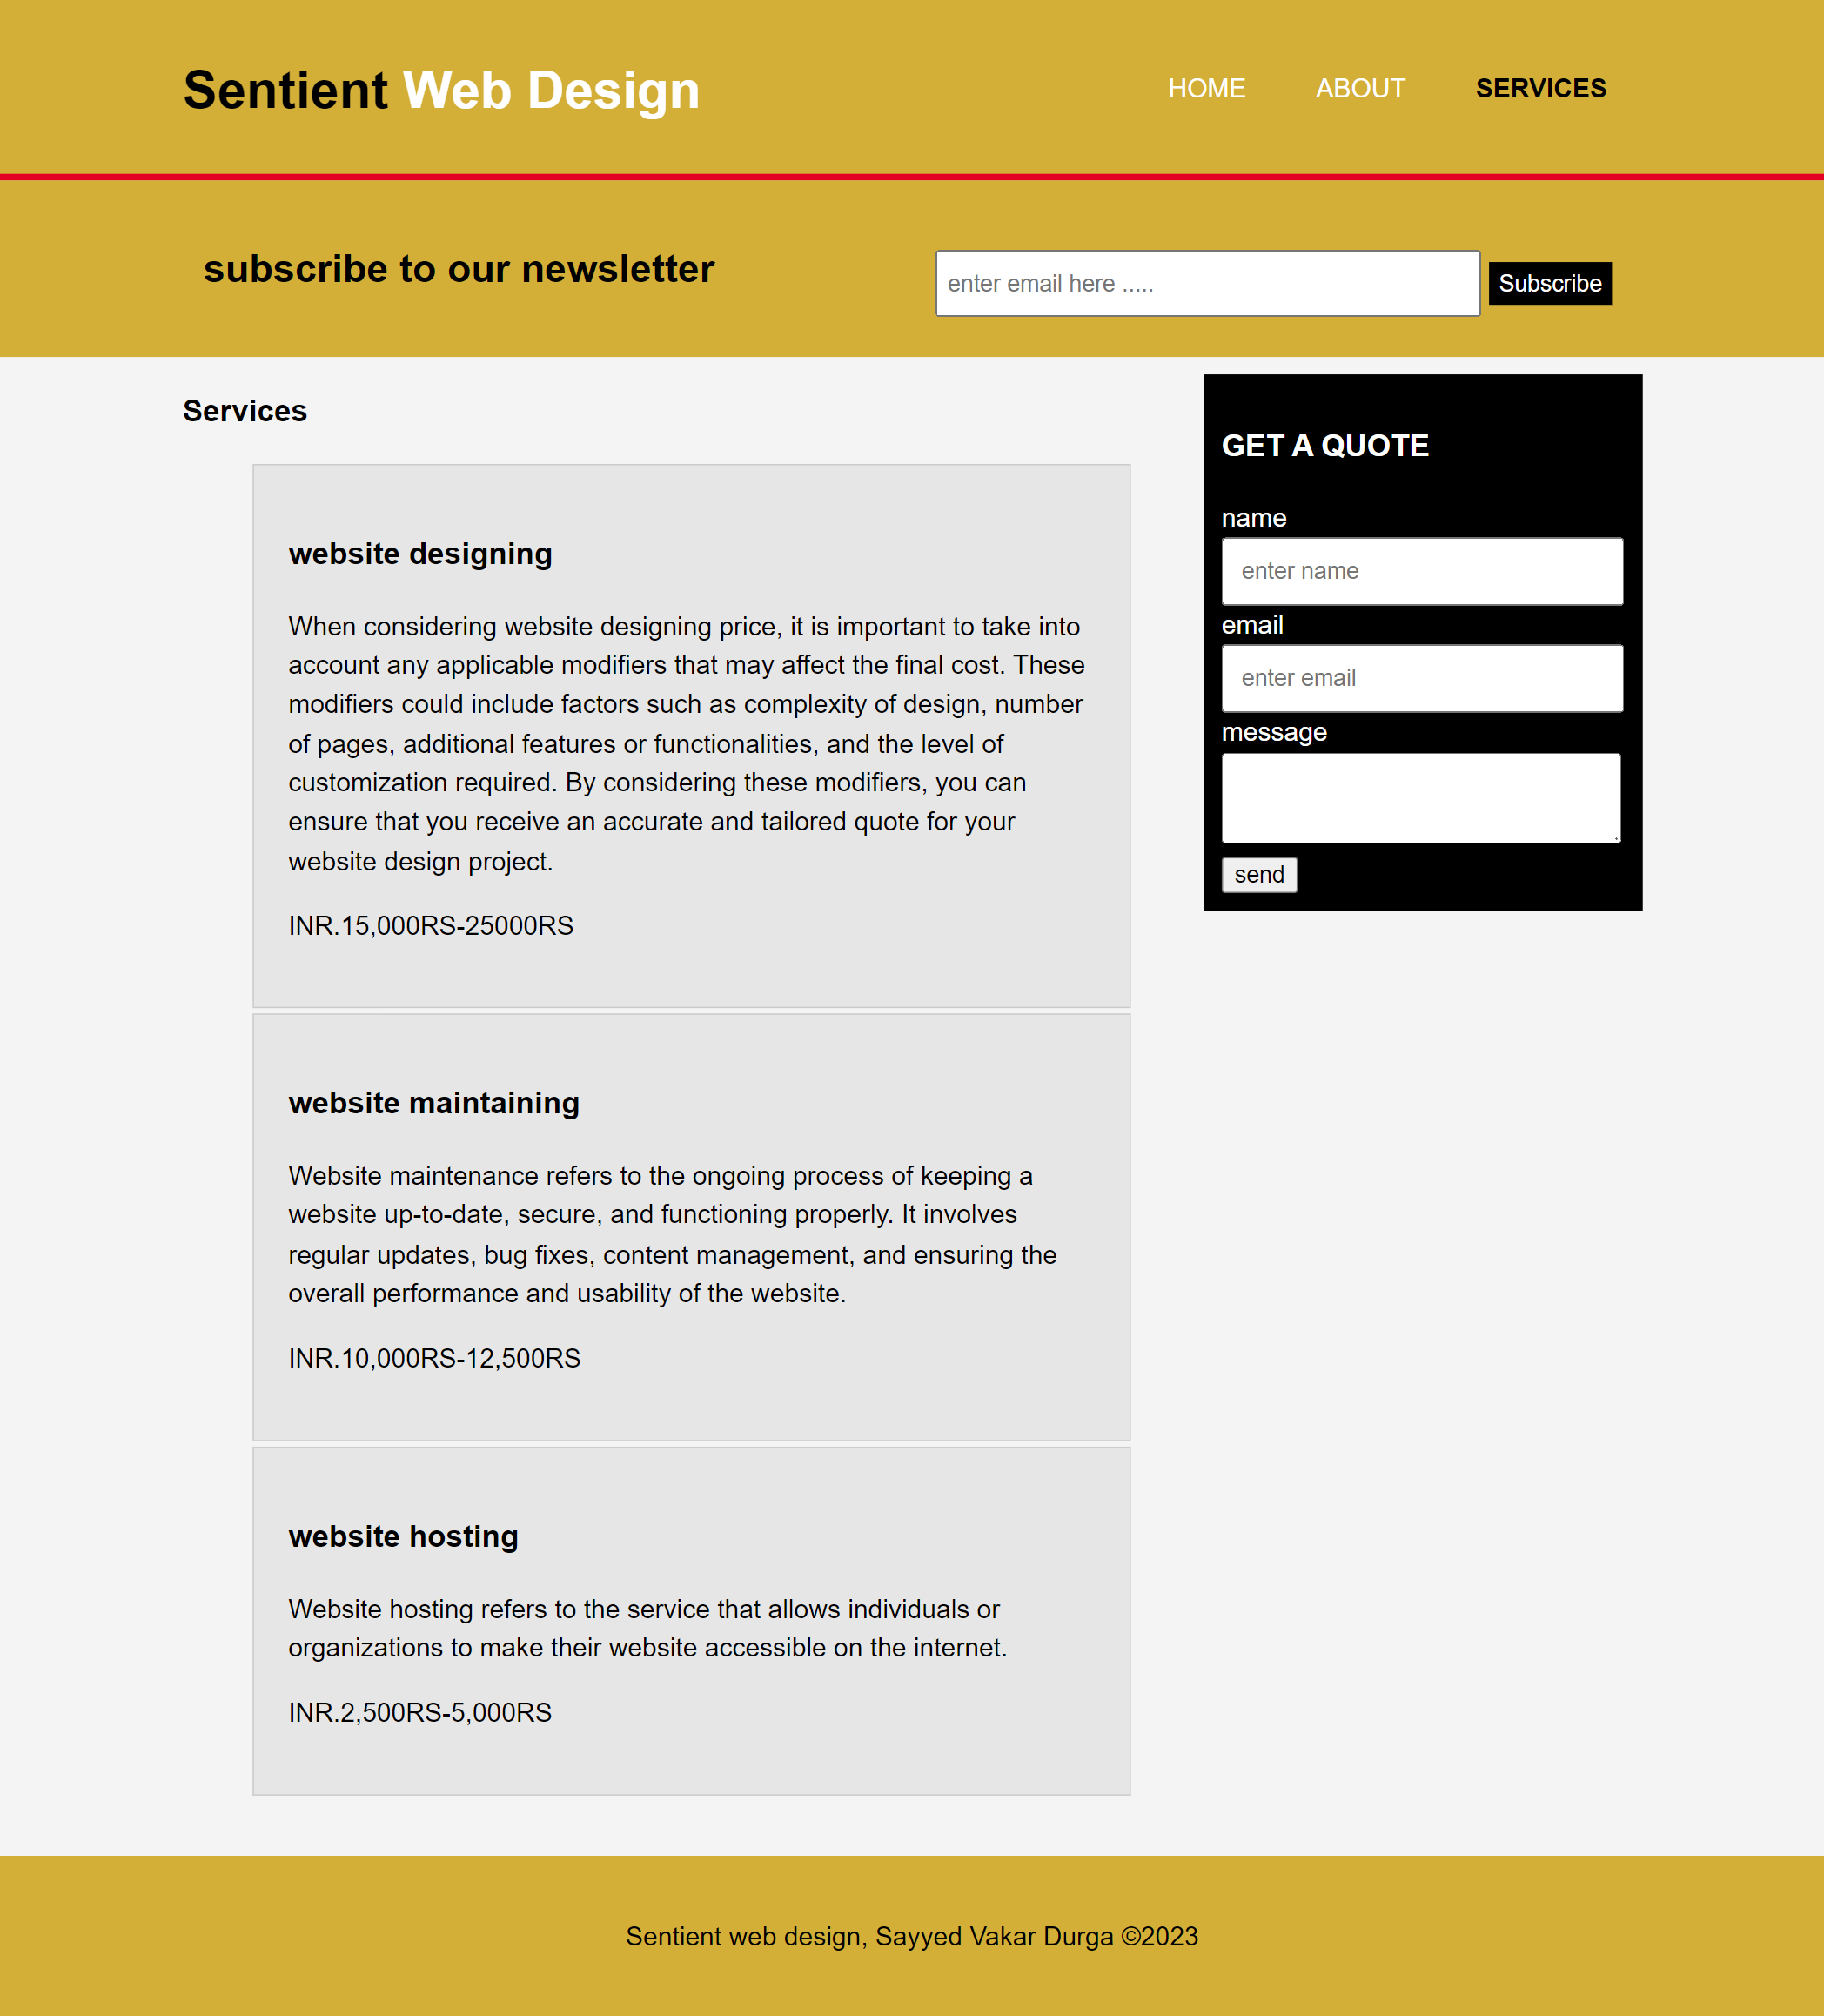 Sentient Web Design
HOME ABOUT SERVICES
subscribe to our newsletter
enter email here ..... Subscribe
Services
website designing
When considering website designing price, it is important to take into
account any applicable modifiers that may affect the final cost. These
modifiers could include factors such as complexity of design, number
of pages, additional features or functionalities, and the level of
customization required. By considering these modifiers, you can
ensure that you receive an accurate and tailored quote for your
website design project.
INR.15,000RS-25000RS
website maintaining
Website maintenance refers to the ongoing process of keeping a
website up-to-date, secure, and functioning properly. It involves
regular updates, bug fixes, content management, and ensuring the
overall performance and usability of the website.
INR.10,000RS-12,500RS
website hosting
Website hosting refers to the service that allows individuals or
organizations to make their website accessible on the internet.
INR.2,500RS-5,000RS
GET A QUOTE
name
enter name
email
enter email
message
send
Sentient web design, Sayyed Vakar Durga ©2023